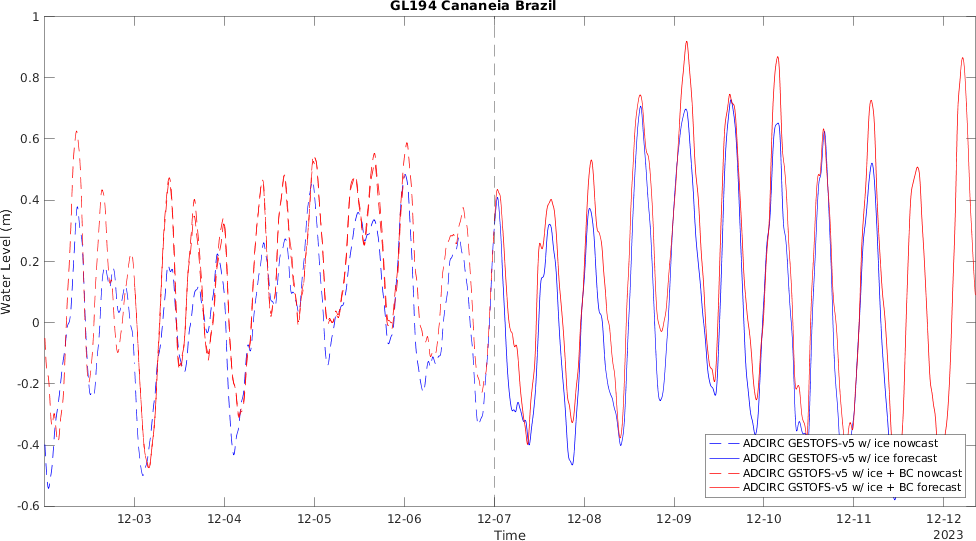 GL194 Cananeia Brazil
Water Level (m)
1
0.8
0.6
0.4
0.2
0
-0.2
-0.4
-0.6
ADCIRC GESTOFS-v5 w/ ice nowcast
ADCIRC GESTOFS-v5 w/ ice forecast
ADCIRC GSTOFS-v5 w/ ice + BC nowcast
ADCIRC GSTOFS-v5 w/ ice + BC forecast
12-03 12-04 12-05 12-06 12-07 12-08 12-09 12-10 12-11 12-12
Time
2023